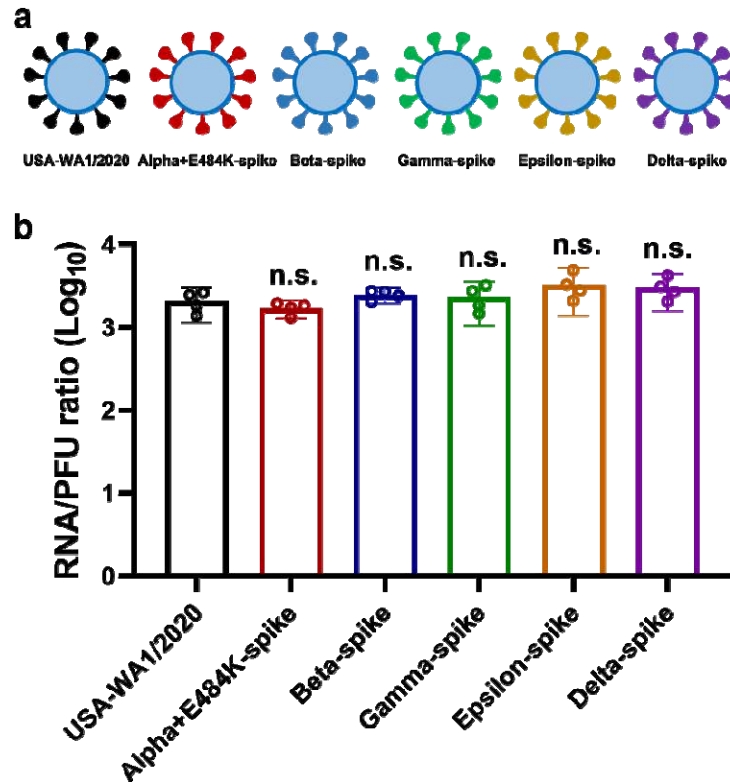 a
USA-WA1/2020 Alpha+E484K-spike Beta-spike Gamma-spike Epsilon-spike Delta-spike
b
RNA/PFU ratio (Log10)
4
3
2
1
0
n.s. n.s. n.s. n.s. n.s.
USA-WA1/2020
Alpha+E484K-spike
Beta-spike
Gamma-spike
Epsilon-spike
Delta-spike